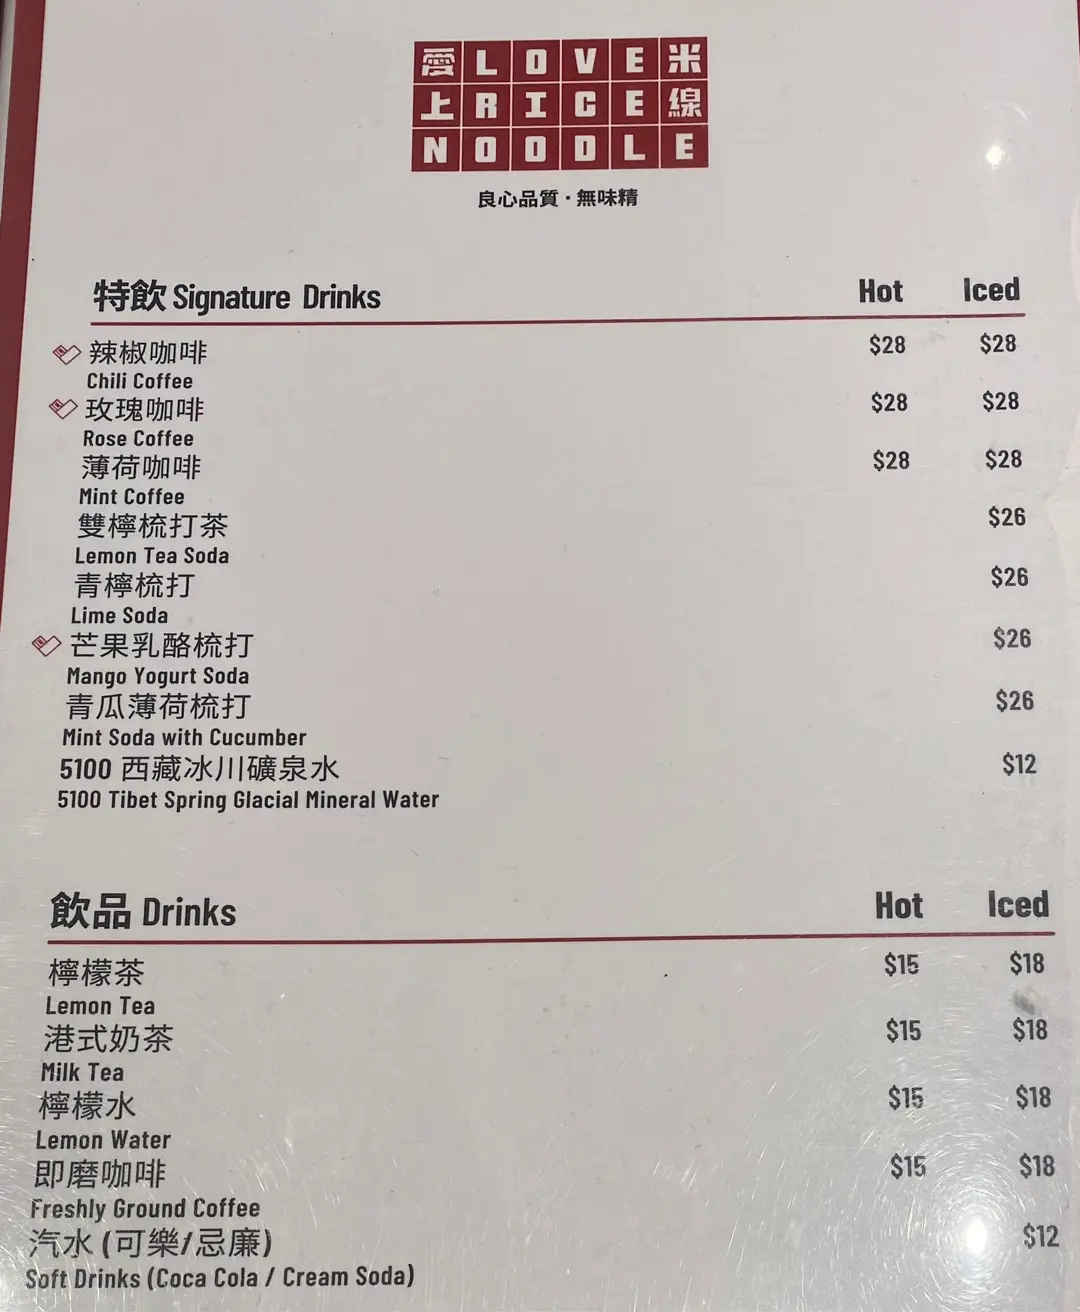 愛LOVE米
上RICE線
NOODLE
良心品質·無味精
特飲 Signature Drinks Hot Iced
辣椒咖啡 $28 $28
Chili Coffee
玫瑰咖啡 $28 $28
Rose Coffee
薄荷咖啡 $28 $28
Mint Coffee
雙檸梳打茶 $26
Lemon Tea Soda
青檸梳打 $26
Lime Soda
芒果乳酪梳打 $26
Mango Yogurt Soda
青瓜薄荷梳打 $26
Mint Soda with Cucumber
5100 西藏冰川礦泉水 $12
5100 Tibet Spring Glacial Mineral Water
飲品 Drinks Hot Iced
檸檬茶 $15 $18
Lemon Tea
港式奶茶 $15 $18
Milk Tea
檸檬水 $15 $18
Lemon Water
即磨咖啡 $15 $18
Freshly Ground Coffee
汽水 (可樂/忌廉) $12
Soft Drinks (Coca Cola / Cream Soda)